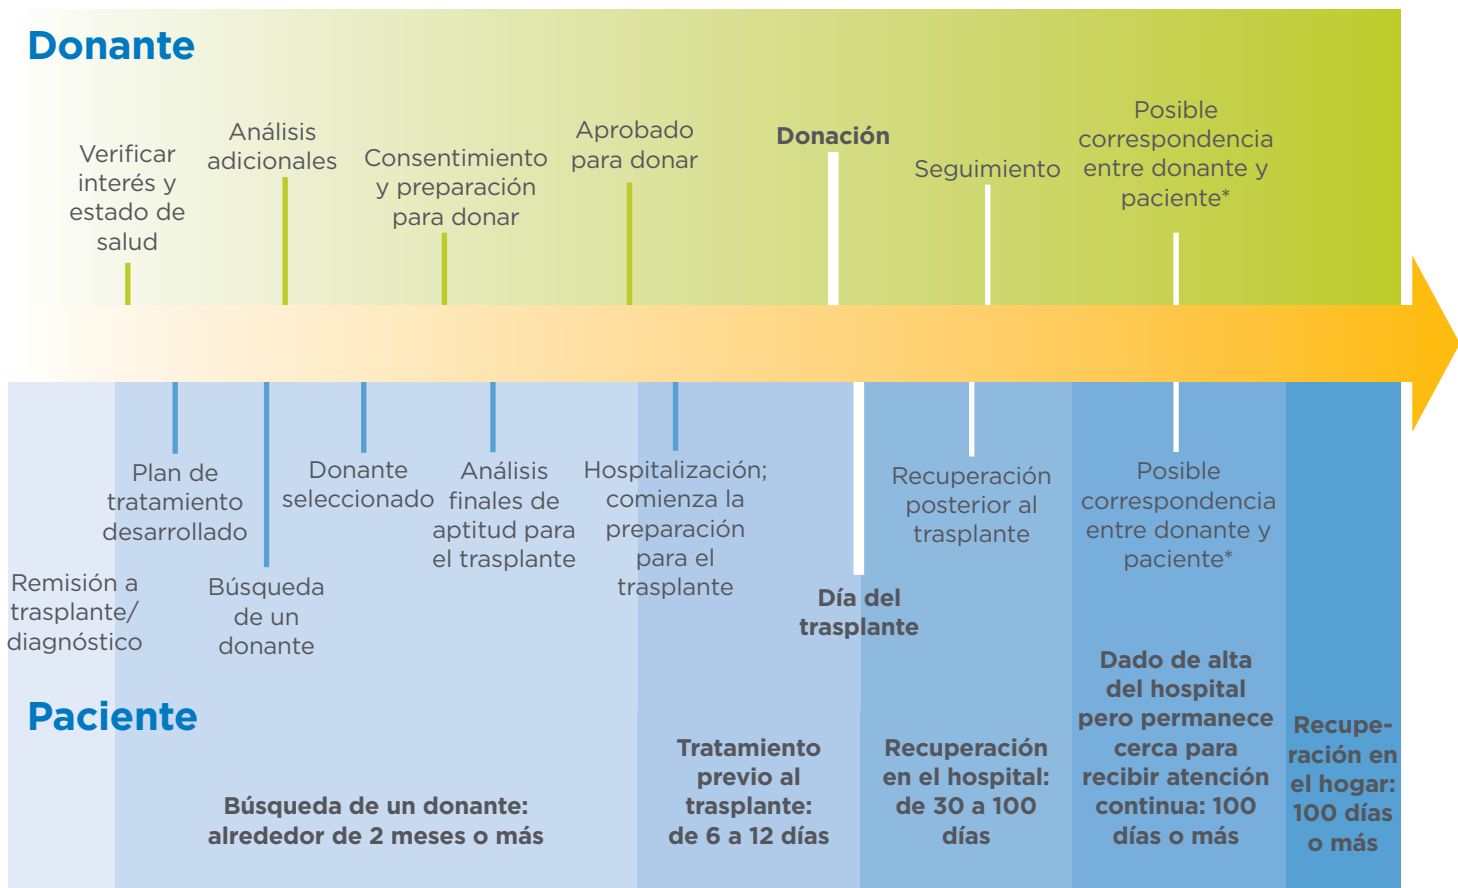 Donante
Verificar
interés y
estado de
salud
Análisis
adicionales
Consentimiento
y preparación
para donar
Aprobado
para donar
Donación
Seguimiento
Posible
correspondencia
entre donante y
paciente*
Plan de
tratamiento
desarrollado
Donante
seleccionado
Análisis
finales de
aptitud para
el trasplante
Hospitalización;
comienza la
preparación
para el
trasplante
Recuperación
posterior al
trasplante
Posible
correspondencia
entre donante y
paciente*
Remisión a
trasplante/
diagnóstico
Búsqueda
de un
donante
Día del
trasplante
Paciente
Búsqueda de un donante:
alrededor de 2 meses o más
Tratamiento
previo al
trasplante:
de 6 a 12 días
Recuperación
en el hospital:
de 30 a 100
días
Dado de alta
del hospital
pero permanece
cerca para
recibir atención
continua: 100
días o más
Recupe-
ración en
el hogar:
100 días
o más